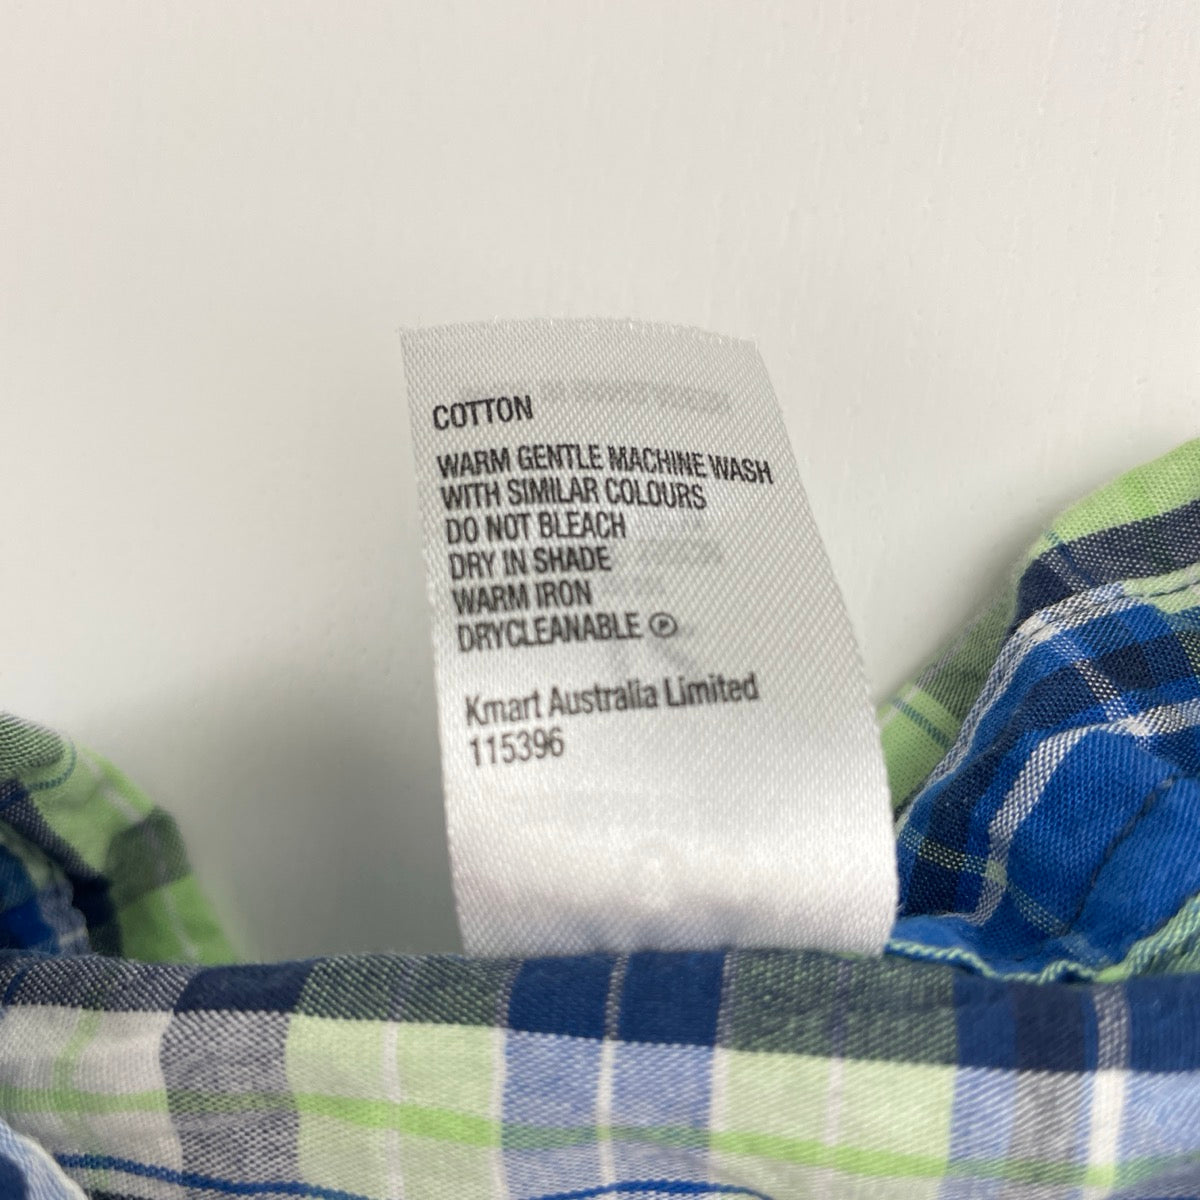 COTTON
WARM GENTLE MACHINE WASH
WITH SIMILAR COLOURS
DO NOT BLEACH
DRY IN SHADE
WARM IRON
DRYCLEANABLE Ⓟ
Kmart Australia Limited
115396